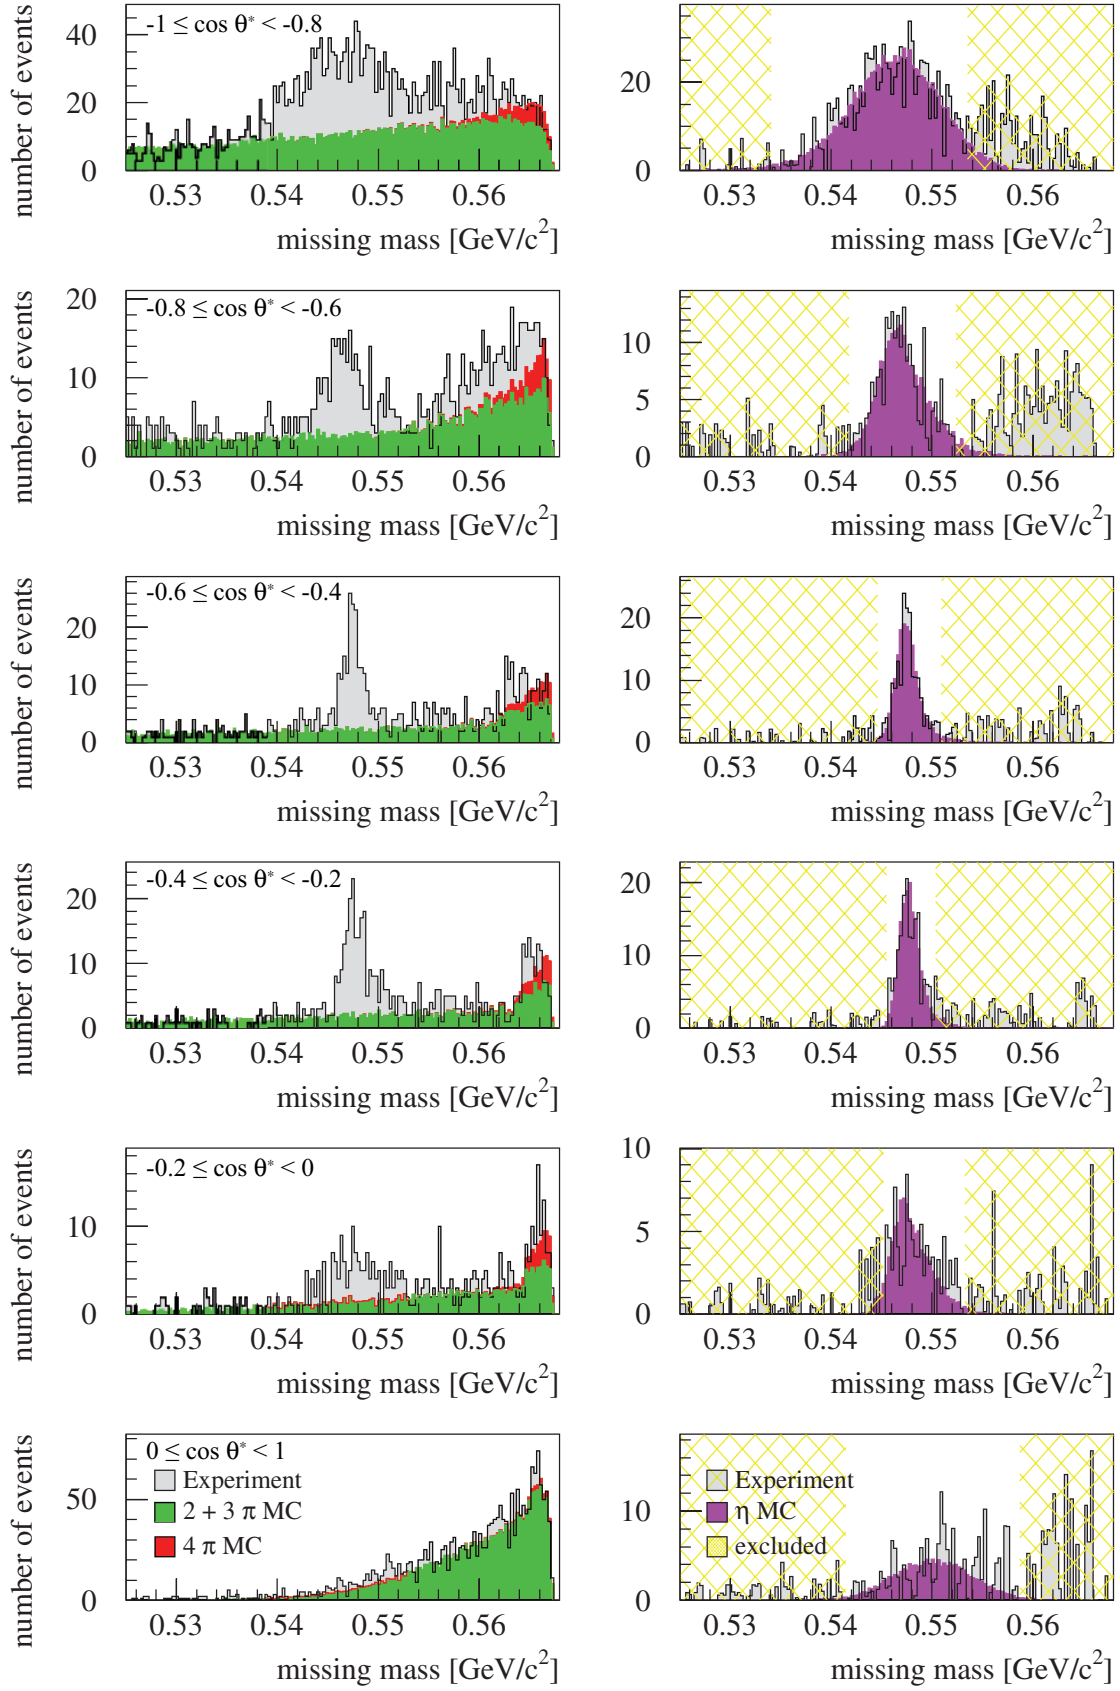 number of events
40
20
0
-1 ≤ cos θ* < -0.8
0.53 0.54 0.55 0.56
missing mass [GeV/c²]
20
0
0.53 0.54 0.55 0.56
missing mass [GeV/c²]
number of events
20
10
0
-0.8 ≤ cos θ* < -0.6
0.53 0.54 0.55 0.56
missing mass [GeV/c²]
10
5
0
0.53 0.54 0.55 0.56
missing mass [GeV/c²]
number of events
20
10
0
-0.6 ≤ cos θ* < -0.4
0.53 0.54 0.55 0.56
missing mass [GeV/c²]
20
10
0
0.53 0.54 0.55 0.56
missing mass [GeV/c²]
number of events
20
10
0
-0.4 ≤ cos θ* < -0.2
0.53 0.54 0.55 0.56
missing mass [GeV/c²]
20
10
0
0.53 0.54 0.55 0.56
missing mass [GeV/c²]
number of events
10
0
-0.2 ≤ cos θ* < 0
0.53 0.54 0.55 0.56
missing mass [GeV/c²]
10
5
0
0.53 0.54 0.55 0.56
missing mass [GeV/c²]
number of events
50
0
0 ≤ cos θ* < 1
Experiment
2 + 3 π MC
4 π MC
0.53 0.54 0.55 0.56
missing mass [GeV/c²]
10
0
Experiment
η MC
excluded
0.53 0.54 0.55 0.56
missing mass [GeV/c²]